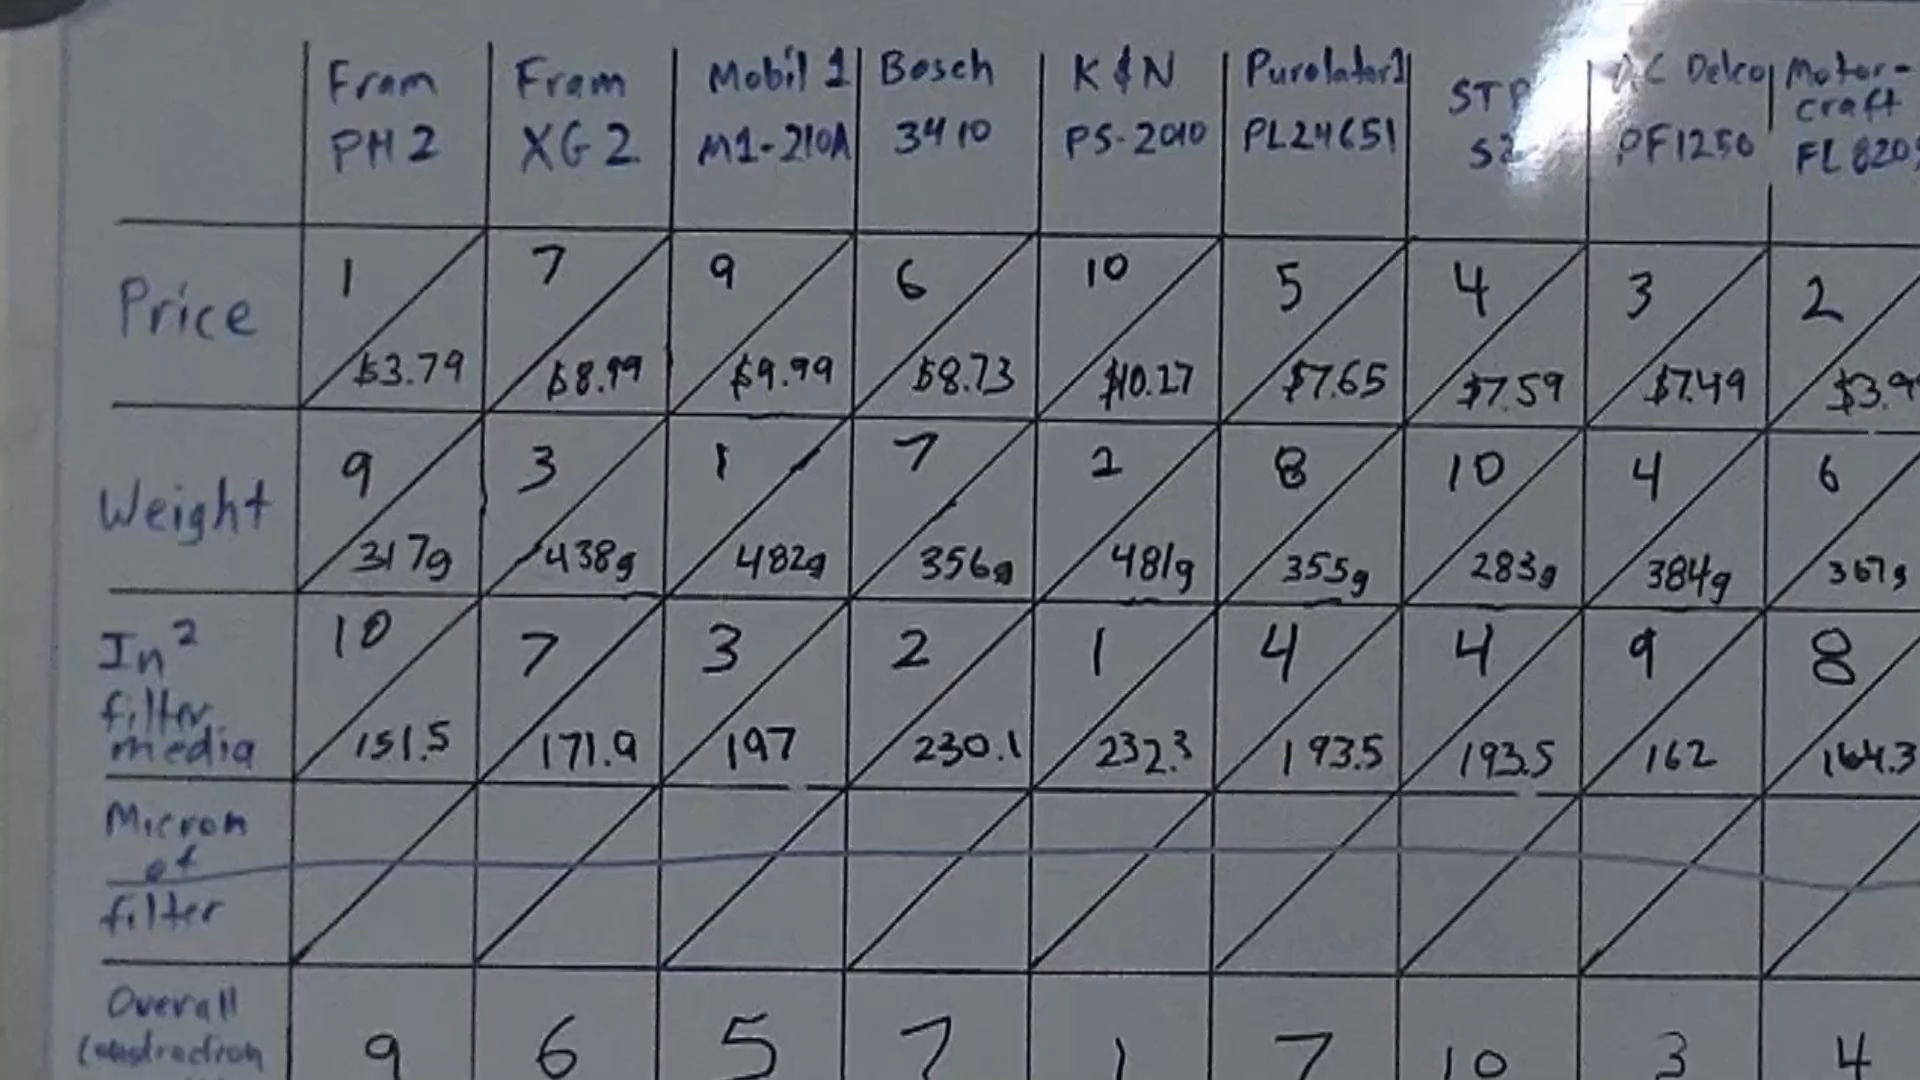 Fram Fram Mobil 1 Bosch K&N Purolator1 STP AC Delco Motor-
craft
PH2 XG2 M1-210A 3410 PS-2010 PL24651 PF1250
Price 1 7 9 6 10 5 4 3 2
$3.79 $8.99 $9.99 $8.73 $10.27 $7.65 $7.59 $7.49
Weight 9 3 1 7 2 8 10 4 6
317g 438g 482g 356g 481g 355g 283g 384g 367g
In² 10 7 3 2 1 4 4 9 8
filter
media 151.5 171.9 197 230.1 232.3 193.5 193.5 162 164.3
Micron
of
filter
Overall
Construction 9 6 5 7 1 7 10 3 4